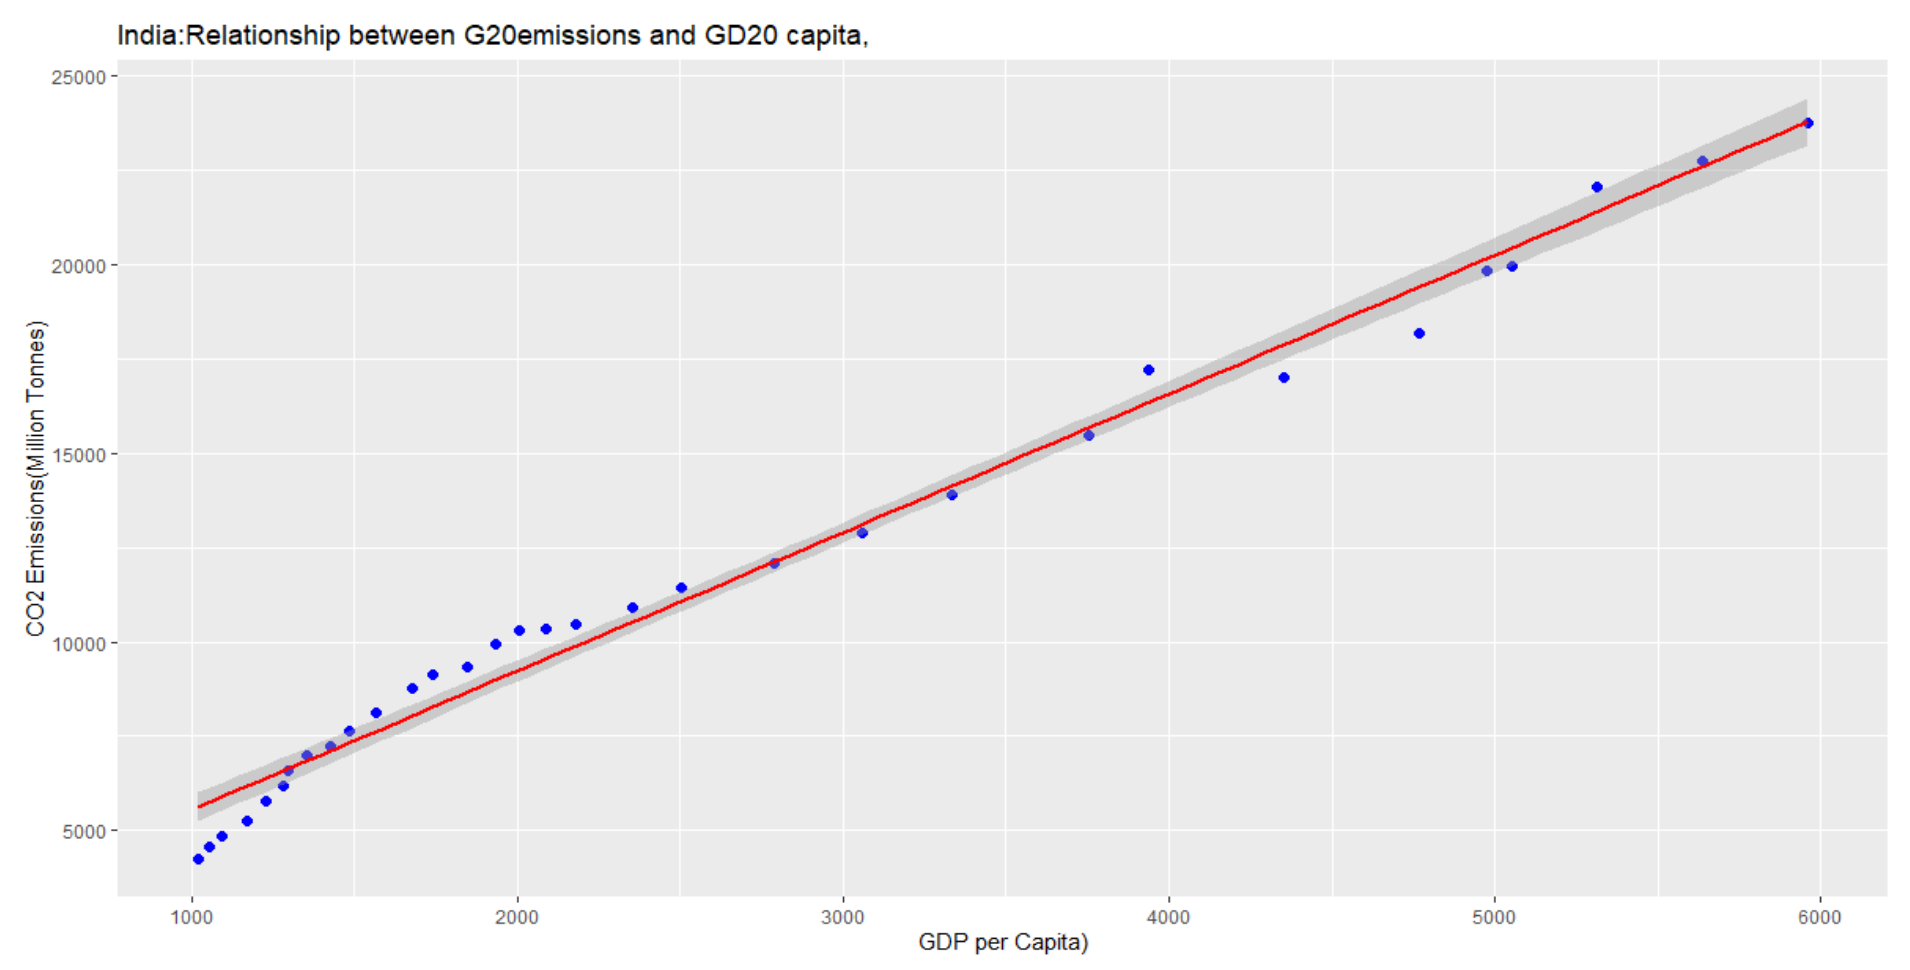 India:Relationship between G20emissions and GD20 capita,
25000
20000
15000
10000
5000
CO2 Emissions(Million Tonnes)
1000 2000 3000 4000 5000 6000
GDP per Capita)